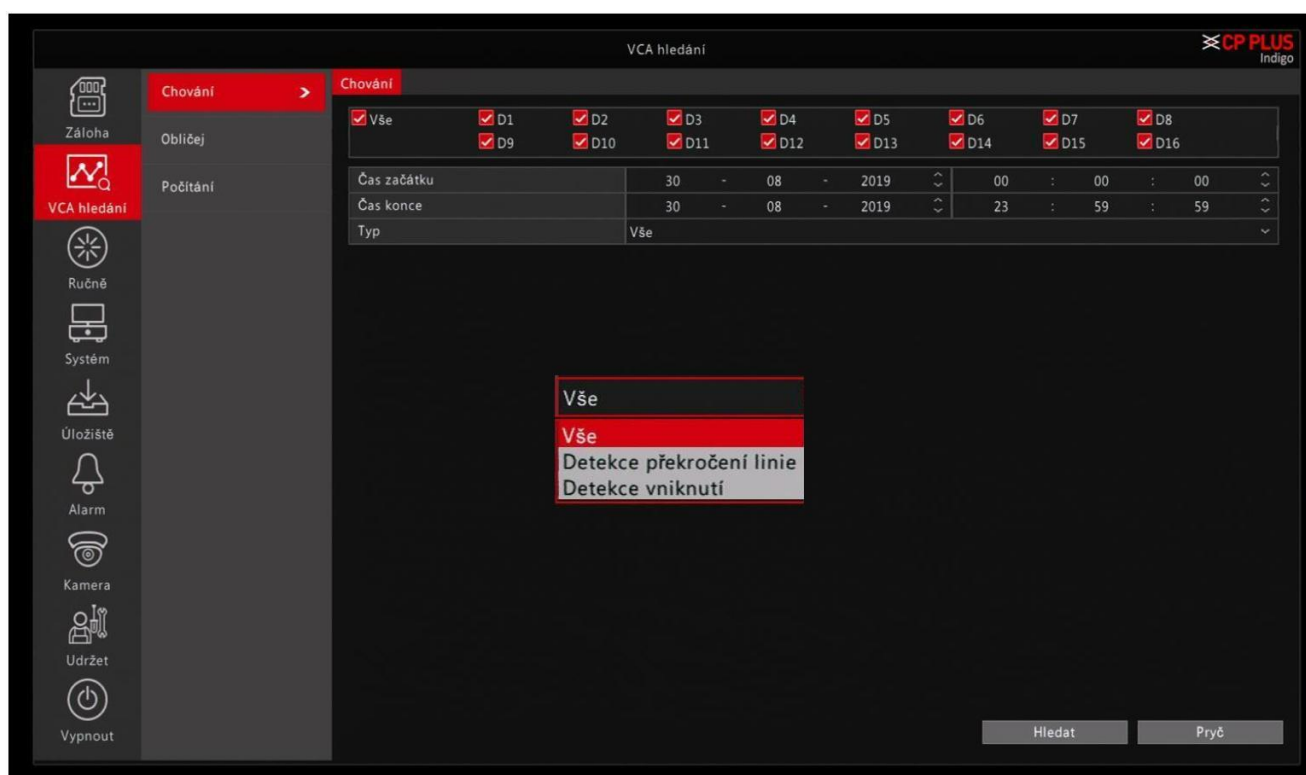 VCA hledání
CP PLUS
Indigo
Záloha
VCA hledání
Ručně
Systém
Úložiště
Alarm
Kamera
Udržet
Vypnout
Chování >
Obličej
Počítání
Chování
Vše D1 D2 D3 D4 D5 D6 D7 D8
D9 D10 D11 D12 D13 D14 D15 D16
Čas začátku 30 - 08 - 2019 00 : 00 : 00
Čas konce 30 - 08 - 2019 23 : 59 : 59
Typ Vše
Vše
Vše
Detekce překročení linie
Detekce vniknutí
Hledat Pryč